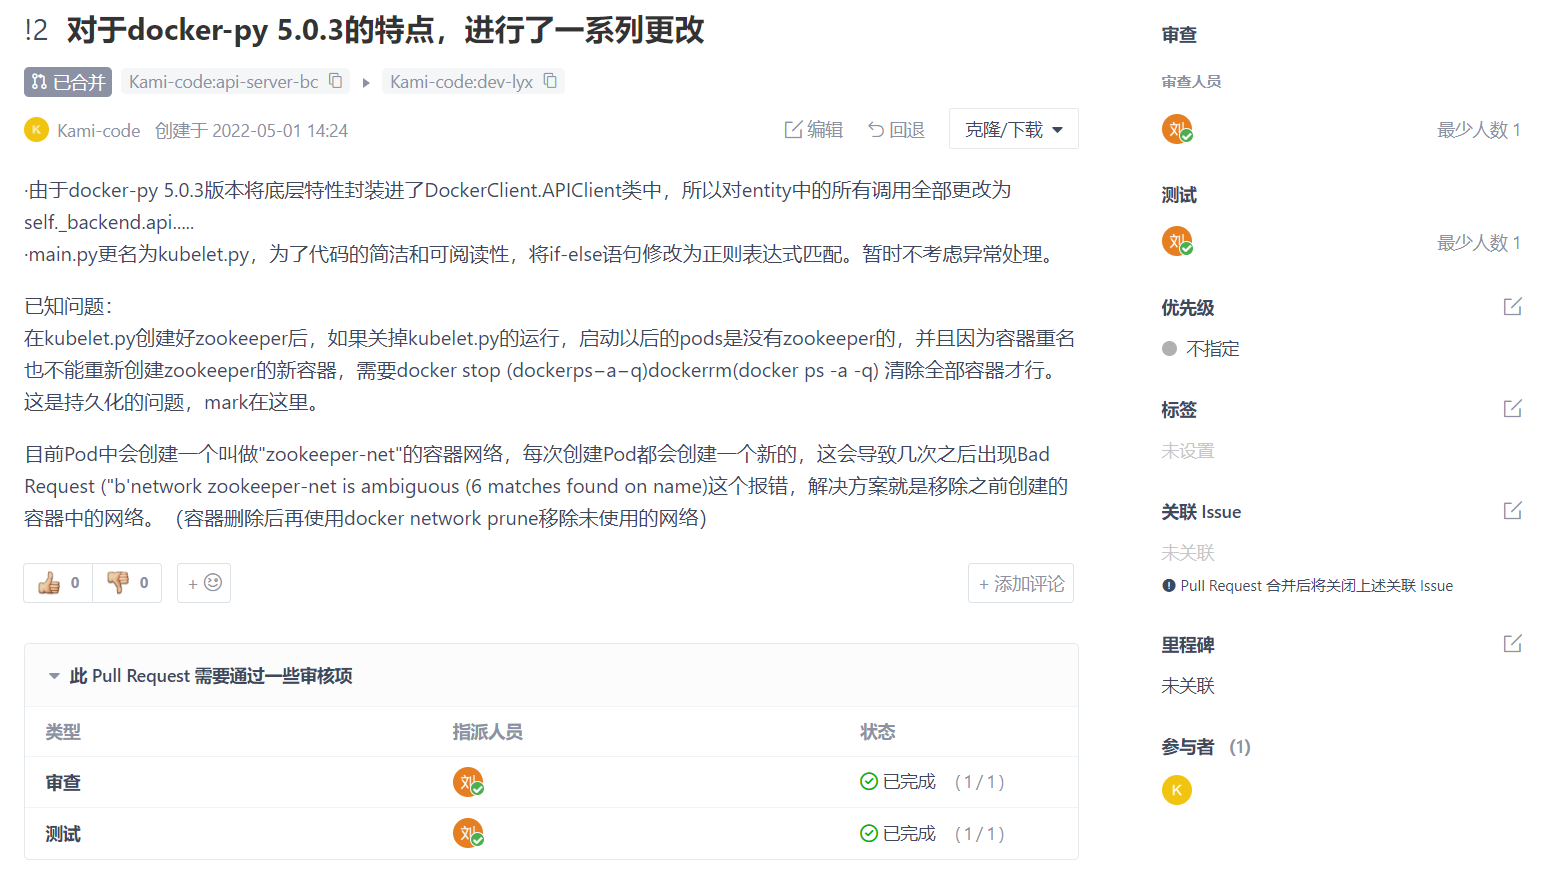 !2 对于docker-py 5.0.3的特点，进行了一系列更改
已合并 Kami-code:api-server-bc Kami-code:dev-lyx
K Kami-code 创建于 2022-05-01 14:24 编辑 回退 克隆/下载
·由于docker-py 5.0.3版本将底层特性封装进了DockerClient.APIClient类中，所以对entity中的所有调用全部更改为
self._backend.api.....
·main.py更名为kubelet.py，为了代码的简洁和可阅读性，将if-else语句修改为正则表达式匹配。暂时不考虑异常处理。
已知问题：
在kubelet.py创建好zookeeper后，如果关掉kubelet.py的运行，启动以后的pods是没有zookeeper的，并且因为容器重名
也不能重新创建zookeeper的新容器，需要docker stop (dockerps−a−q)dockerrm(docker ps -a -q) 清除全部容器才行。
这是持久化的问题，mark在这里。
目前Pod中会创建一个叫做"zookeeper-net"的容器网络，每次创建Pod都会创建一个新的，这会导致几次之后出现Bad
Request ("b'network zookeeper-net is ambiguous (6 matches found on name)这个报错，解决方案就是移除之前创建的
容器中的网络。（容器删除后再使用docker network prune移除未使用的网络）
0 0 + + 添加评论
此 Pull Request 需要通过一些审核项
类型 指派人员 状态
审查 刘 已完成 （1/1）
测试 刘 已完成 （1/1）
审查
审查人员
刘 最少人数 1
测试
刘 最少人数 1
优先级
不指定
标签
未设置
关联 Issue
未关联
Pull Request 合并后将关闭上述关联 Issue
里程碑
未关联
参与者 （1）
K